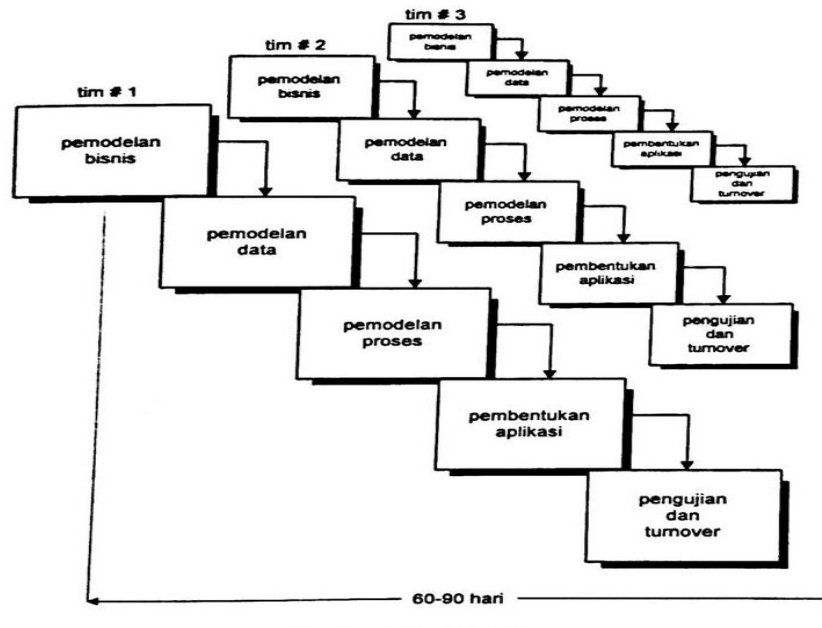 tim # 1
pemodelan
bisnis
pemodelan
data
pemodelan
proses
pembentukan
aplikasi
pengujian
dan
turnover
tim # 2
pemodelan
bisnis
pemodelan
data
pemodelan
proses
pembentukan
aplikasi
pengujian
dan
turnover
tim # 3
pemodelan
bisnis
pemodelan
data
pemodelan
proses
pembentukan
aplikasi
pengujian
dan
turnover
60-90 hari